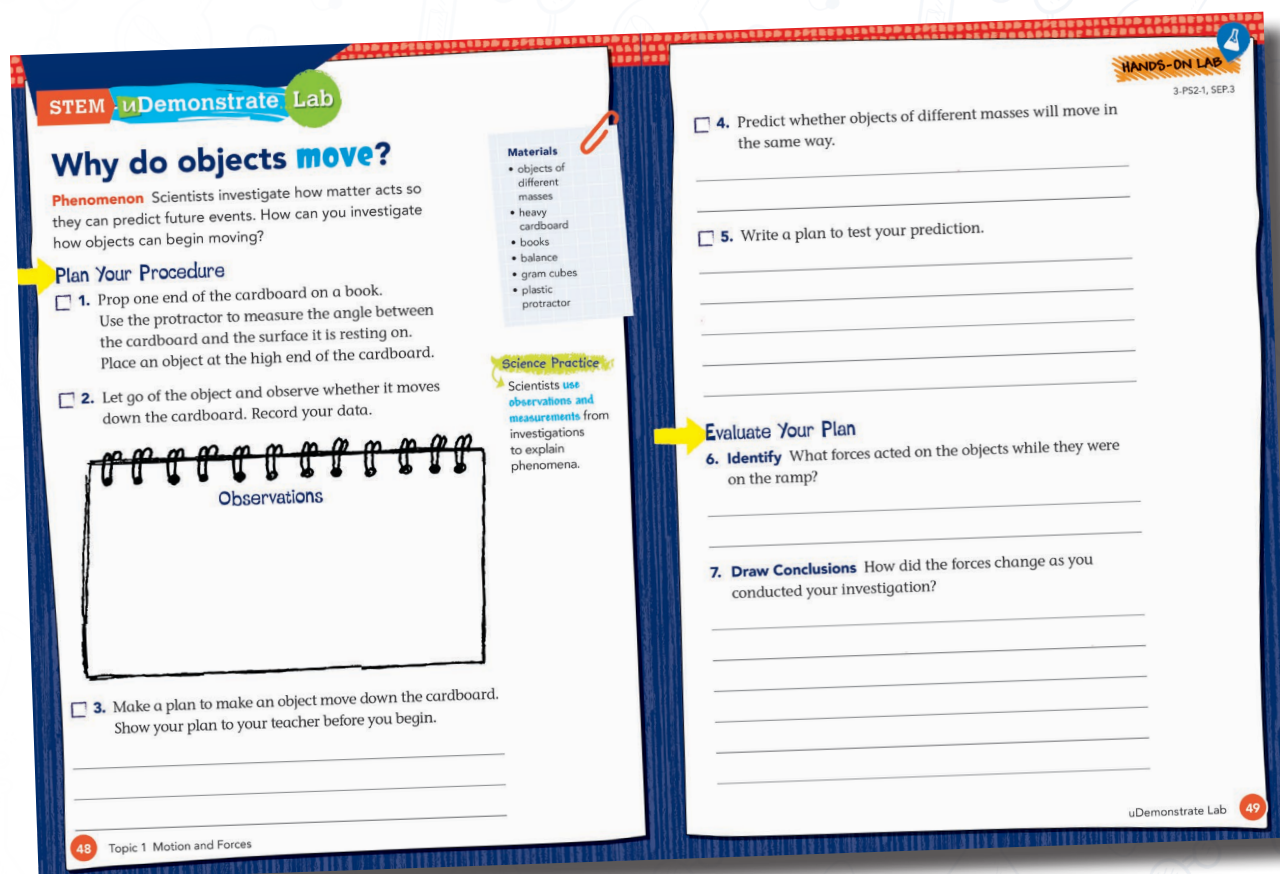 STEM uDemonstrate Lab
Why do objects move?
Phenomenon Scientists investigate how matter acts so
they can predict future events. How can you investigate
how objects can begin moving?
Plan Your Procedure
1. Prop one end of the cardboard on a book.
Use the protractor to measure the angle between
the cardboard and the surface it is resting on.
Place an object at the high end of the cardboard.
2. Let go of the object and observe whether it moves
down the cardboard. Record your data.
Observations
3. Make a plan to make an object move down the cardboard.
Show your plan to your teacher before you begin.
Materials
• objects of
different
masses
• heavy
cardboard
• books
• balance
• gram cubes
• plastic
protractor
Science Practice
Scientists use
observations and
measurements from
investigations
to explain
phenomena.
48 Topic 1 Motion and Forces
HANDS-ON LAB
3-PS2-1, SEP.3
4. Predict whether objects of different masses will move in
the same way.
5. Write a plan to test your prediction.
Evaluate Your Plan
6. Identify What forces acted on the objects while they were
on the ramp?
7. Draw Conclusions How did the forces change as you
conducted your investigation?
uDemonstrate Lab 49